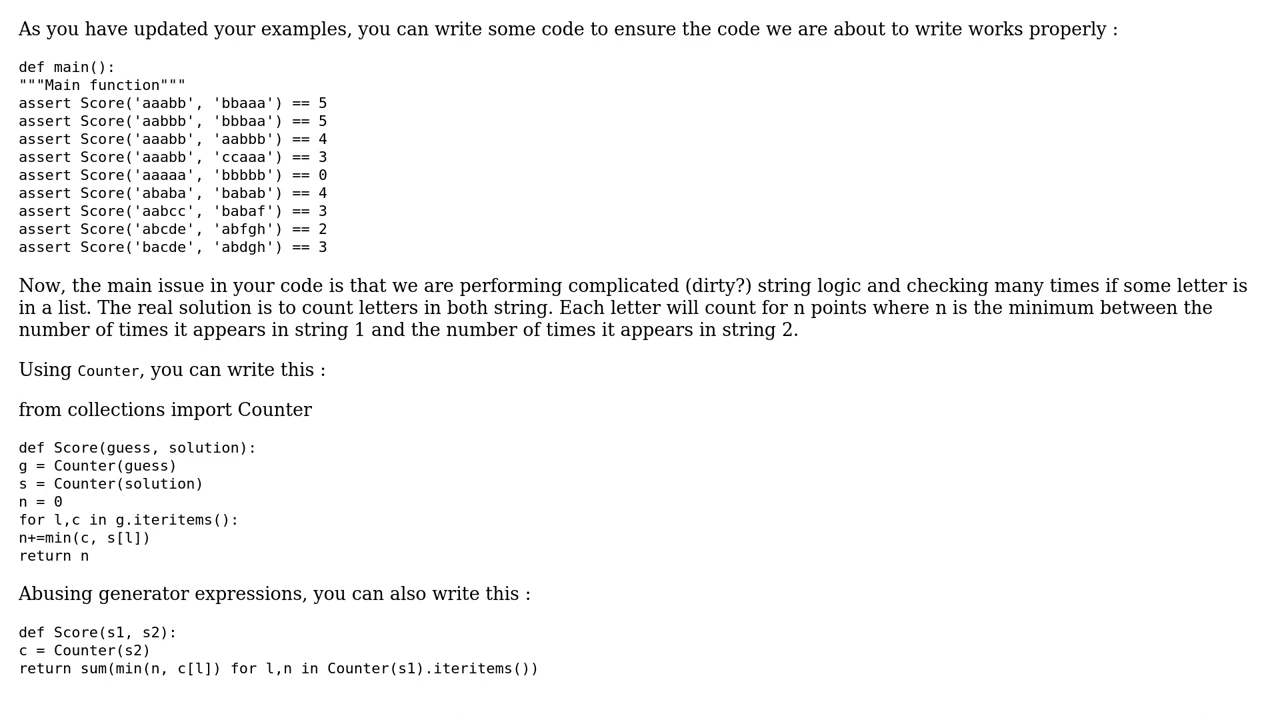 As you have updated your examples, you can write some code to ensure the code we are about to write works properly :
def main():
"""Main function"""
assert Score('aaabb', 'bbaaa') == 5
assert Score('aabbb', 'bbbaa') == 5
assert Score('aaabb', 'aabbb') == 4
assert Score('aaabb', 'ccaaa') == 3
assert Score('aaaaa', 'bbbbb') == 0
assert Score('ababa', 'babab') == 4
assert Score('aabcc', 'babaf') == 3
assert Score('abcde', 'abfgh') == 2
assert Score('bacde', 'abdgh') == 3
Now, the main issue in your code is that we are performing complicated (dirty?) string logic and checking many times if some letter is
in a list. The real solution is to count letters in both string. Each letter will count for n points where n is the minimum between the
number of times it appears in string 1 and the number of times it appears in string 2.
Using Counter, you can write this :
from collections import Counter
def Score(guess, solution):
g = Counter(guess)
s = Counter(solution)
n = 0
for l,c in g.iteritems():
n+=min(c, s[l])
return n
Abusing generator expressions, you can also write this :
def Score(s1, s2):
c = Counter(s2)
return sum(min(n, c[l]) for l,n in Counter(s1).iteritems())